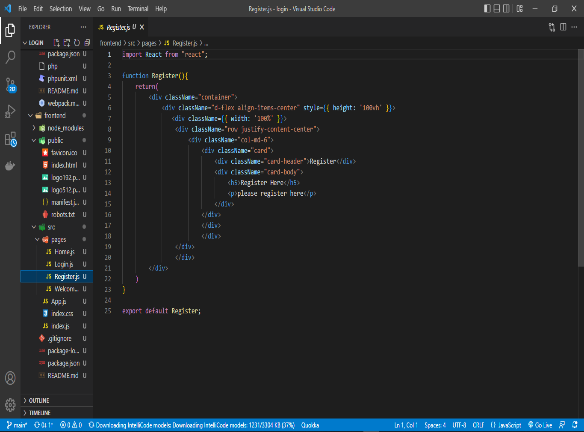 File Edit Selection View Go Run Terminal Help
Register.js - login - Visual Studio Code
EXPLORER
LOGIN
package.json U
php U
phpunit.xml U
README.md U
webpack.m... U
frontend
node_modules
public
favicon.ico U
index.html U
logo192.p... U
logo512.p... U
manifest.j... U
robots.txt U
src
pages
Home.js U
Login.js U
Register.js U
Welcom... U
App.js U
index.css U
index.js U
.gitignore U
package-lo... U
package.json U
README.md U
OUTLINE
TIMELINE
JS Register.js U X
frontend > src > pages > JS Register.js > ...
1 import React from "react";
2
3 function Register(){
4 return(
5 <div className="container">
6 <div className="d-flex align-items-center" style={{ height: '100vh' }}>
7 <div className={{ width: '100%' }}>
8 <div className="row justify-content-center">
9 <div className="col-md-6">
10 <div className="card">
11 <div className="card-header">Register</div>
12 <div className="card-body">
13 <h5>Register Here</h5>
14 <p>please register here</p>
15 </div>
16 </div>
17 </div>
18 </div>
19 </div>
20 </div>
21 </div>
22 )
23 }
24
25 export default Register;
main* 0↓ 1↑ 0 0 Downloading IntelliCode models: Downloading IntelliCode models: 1231/3304 KB (37%) Quokka
Ln 1, Col 1 Spaces: 4 UTF-8 CRLF {} JavaScript Go Live